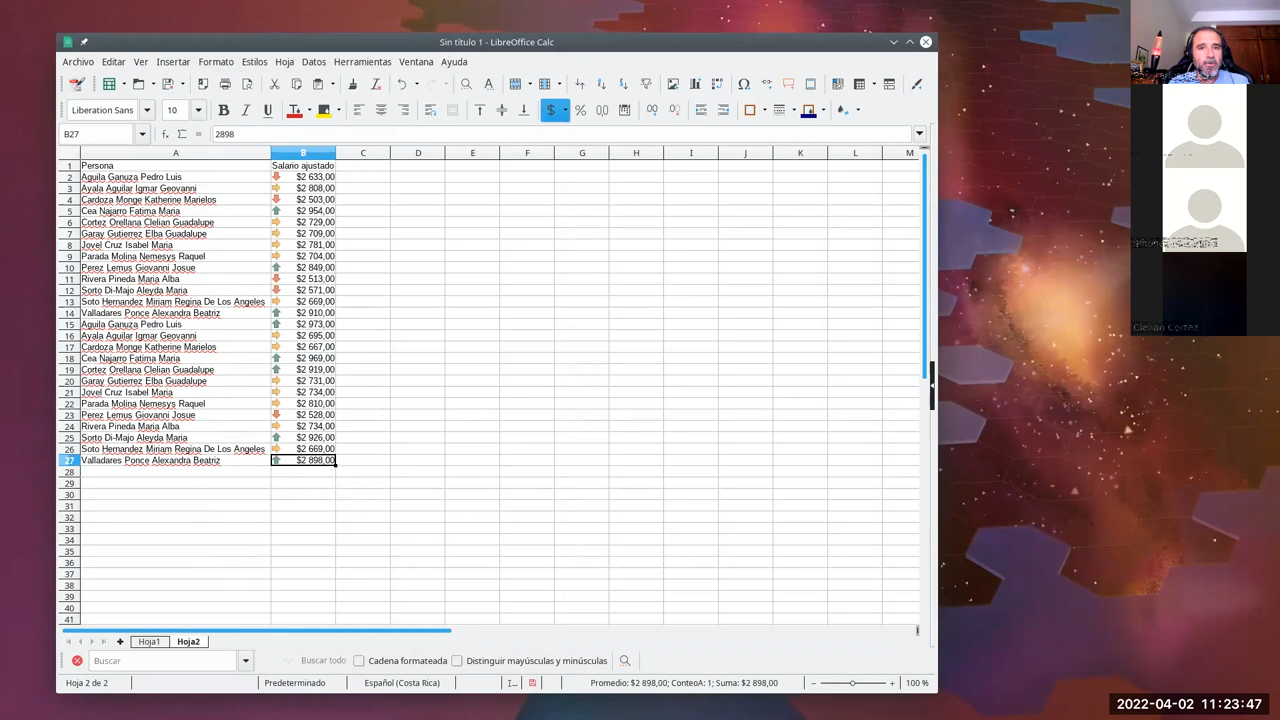 Sin título 1 - LibreOffice Calc
Archivo Editar Ver Insertar Formato Estilos Hoja Datos Herramientas Ventana Ayuda
Liberation Sans 10
B27 2898
A B C D E F G H I J K L M
1 Persona Salario ajustado
2 Aguila Ganuza Pedro Luis $2 633,00
3 Ayala Aguilar Igmar Geovanni $2 808,00
4 Cardoza Monge Katherine Marielos $2 503,00
5 Cea Najarro Fatima Maria $2 954,00
6 Cortez Orellana Clelian Guadalupe $2 729,00
7 Garay Gutierrez Elba Guadalupe $2 709,00
8 Jovel Cruz Isabel Maria $2 781,00
9 Parada Molina Nemesys Raquel $2 704,00
10 Perez Lemus Giovanni Josue $2 849,00
11 Rivera Pineda Maria Alba $2 513,00
12 Sorto Di-Majo Aleyda Maria $2 571,00
13 Soto Hernandez Miriam Regina De Los Angeles $2 669,00
14 Valladares Ponce Alexandra Beatriz $2 910,00
15 Aguila Ganuza Pedro Luis $2 973,00
16 Ayala Aguilar Igmar Geovanni $2 695,00
17 Cardoza Monge Katherine Marielos $2 667,00
18 Cea Najarro Fatima Maria $2 969,00
19 Cortez Orellana Clelian Guadalupe $2 919,00
20 Garay Gutierrez Elba Guadalupe $2 731,00
21 Jovel Cruz Isabel Maria $2 734,00
22 Parada Molina Nemesys Raquel $2 810,00
23 Perez Lemus Giovanni Josue $2 528,00
24 Rivera Pineda Maria Alba $2 734,00
25 Sorto Di-Majo Aleyda Maria $2 926,00
26 Soto Hernandez Miriam Regina De Los Angeles $2 669,00
27 Valladares Ponce Alexandra Beatriz $2 898,00
28
29
30
31
32
33
34
35
36
37
38
39
40
41
Hoja1 Hoja2
Buscar Buscar todo Cadena formateada Distinguir mayúsculas y minúsculas
Hoja 2 de 2 Predeterminado Español (Costa Rica) Promedio: $2 898,00; ConteoA: 1; Suma: $2 898,00 100 %
Clelian Cortez
2022-04-02 11:23:47